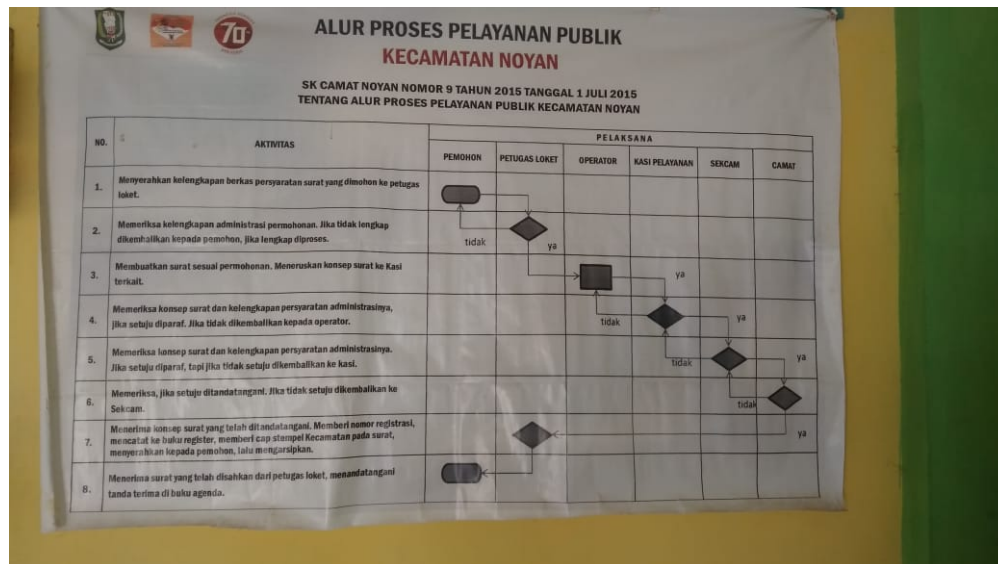 70
ALUR PROSES PELAYANAN PUBLIK
KECAMATAN NOYAN
SK CAMAT NOYAN NOMOR 9 TAHUN 2015 TANGGAL 1 JULI 2015
TENTANG ALUR PROSES PELAYANAN PUBLIK KECAMATAN NOYAN
NO.
AKTIVITAS
PELAKSANA
PEMOHON
PETUGAS LOKET
OPERATOR
KASI PELAYANAN
SEKCAM
CAMAT
1.
Menyerahkan kelengkapan berkas persyaratan surat yang dimohon ke petugas
loket.
2.
Memeriksa kelengkapan administrasi permohonan. Jika tidak lengkap
dikembalikan kepada pemohon, jika lengkap diproses.
tidak
ya
3.
Membuatkan surat sesuai permohonan. Meneruskan konsep surat ke Kasi
terkait.
ya
4.
Memeriksa konsep surat dan kelengkapan persyaratan administrasinya,
jika setuju diparaf. Jika tidak dikembalikan kepada operator.
tidak
ya
5.
Memeriksa konsep surat dan kelengkapan persyaratan administrasinya.
Jika setuju diparaf, tapi jika tidak setuju dikembalikan ke kasi.
tidak
ya
6.
Memeriksa, jika setuju ditandatangani. Jika tidak setuju dikembalikan ke
Sekcam.
tidak
7.
Menerima konsep surat yang telah ditandatangani. Memberi nomor registrasi,
mencatat ke buku register, memberi cap stempel Kecamatan pada surat,
menyerahkan kepada pemohon, lalu mengarsipkan.
ya
8.
Menerima surat yang telah disahkan dari petugas loket, menandatangani
tanda terima di buku agenda.